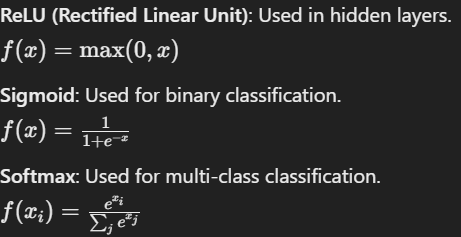 ReLU (Rectified Linear Unit): Used in hidden layers.
f(x) = max(0, x)
Sigmoid: Used for binary classification.
f(x) = \frac{1}{1+e^{-x}}
Softmax: Used for multi-class classification.
f(x_i) = \frac{e^{x_i}}{\sum_j e^{x_j}}